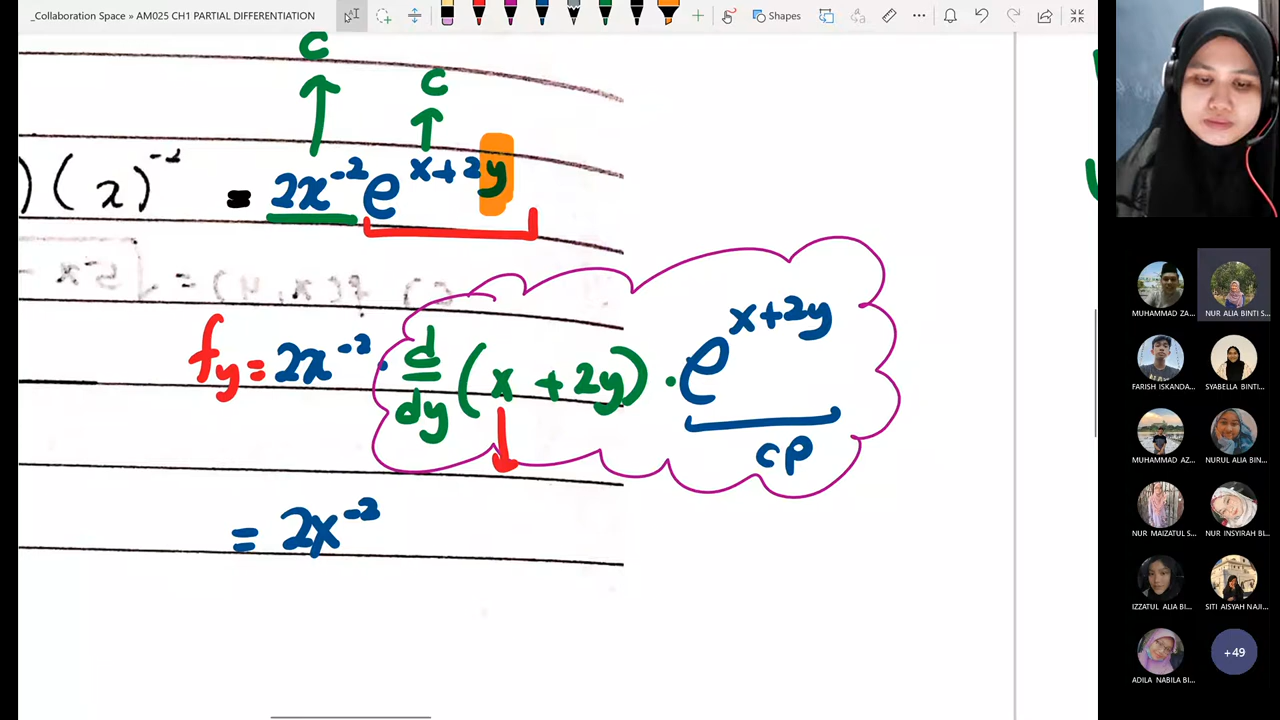 _Collaboration Space » AM025 CH1 PARTIAL DIFFERENTIATION
Shapes
C
C
)(x)⁻² = 2x⁻²e^(x+2y)
f_y = 2x⁻² · d/dy (x + 2y) · e^(x+2y)
cp
= 2x⁻²
MUHAMMAD ZA...
NUR ALIA BINTI S...
FARISH ISKANDA...
SYABELLA BINTI...
MUHAMMAD AZ...
NURUL ALIA BIN...
NUR MAIZATUL S...
NUR INSYIRAH BI...
IZZATUL ALIA BI...
SITI AISYAH NAJI...
ADILA NABILA BI...
+49